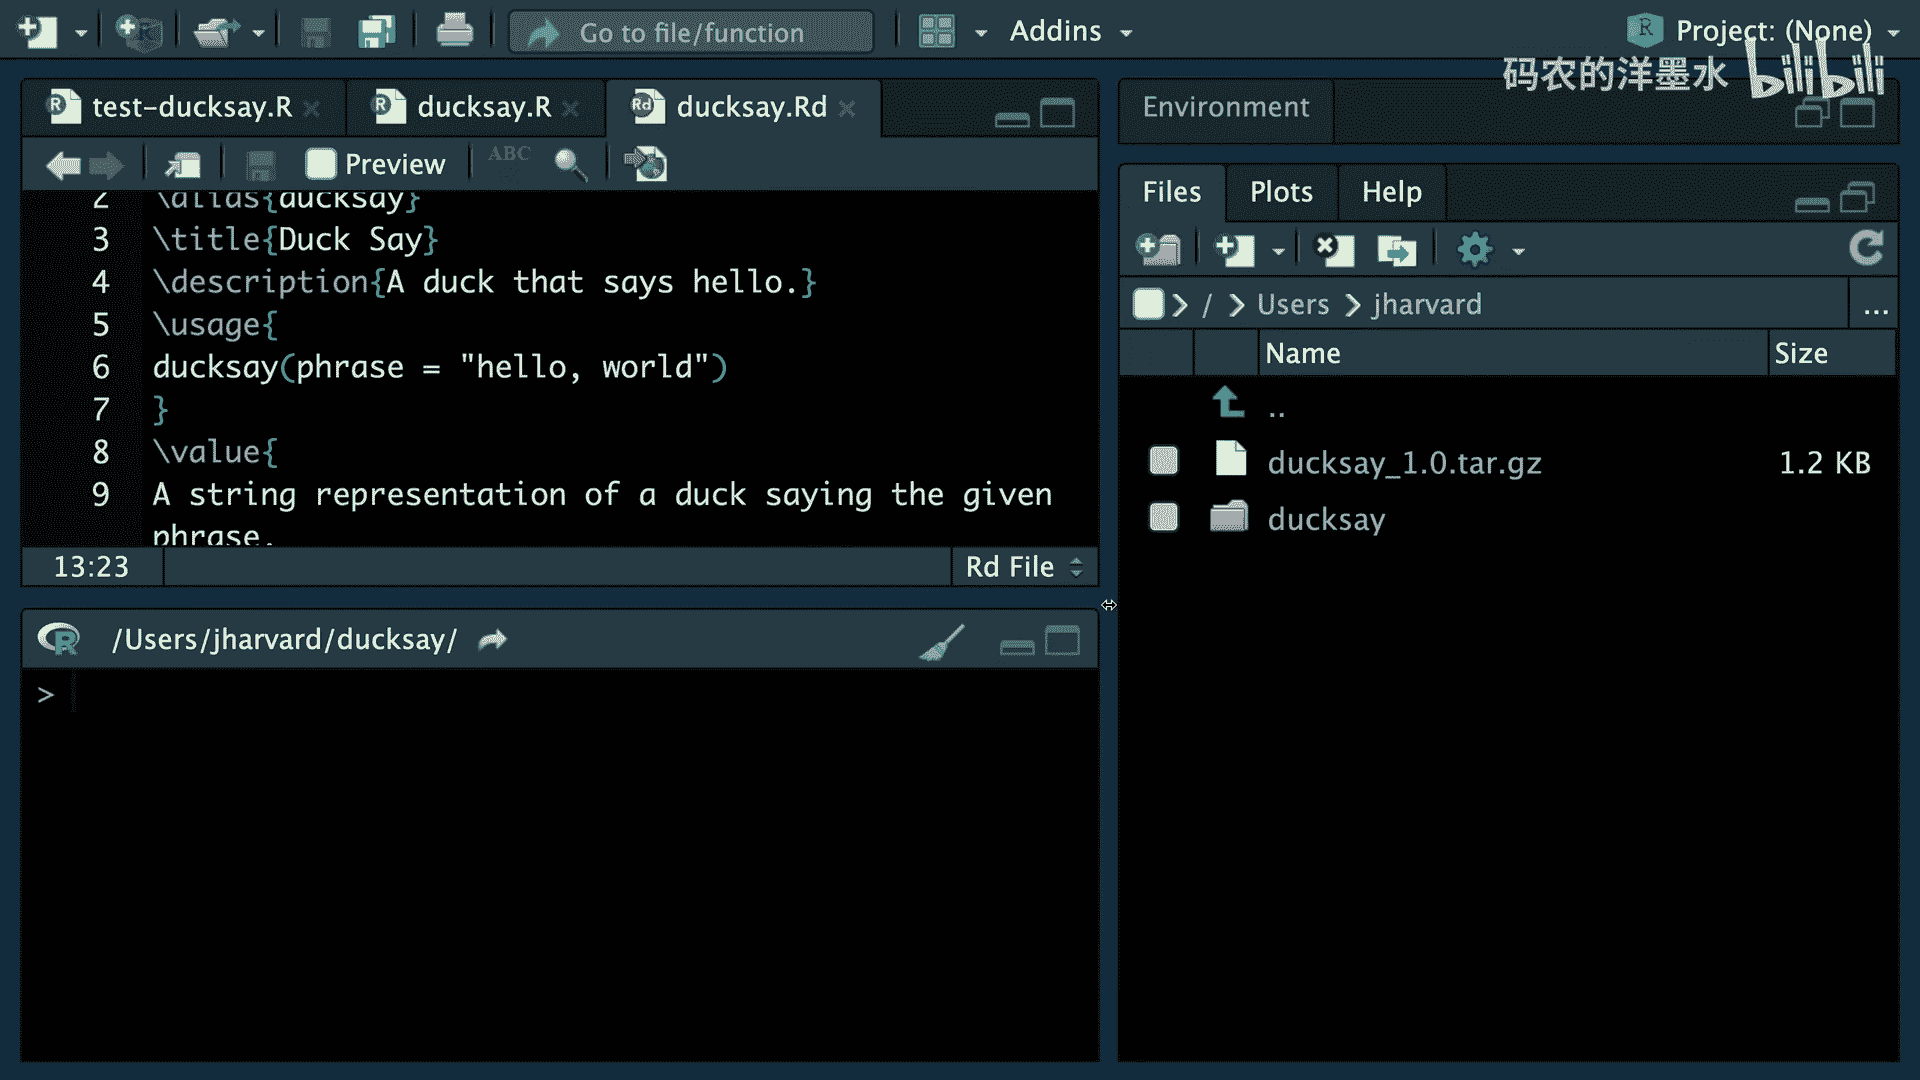 Go to file/function
Addins
Project: (None)
码农的洋墨水 bilibili
test-ducksay.R
ducksay.R
ducksay.Rd
Preview
ABC
2 \alias{ducksay}
3 \title{Duck Say}
4 \description{A duck that says hello.}
5 \usage{
6 ducksay(phrase = "hello, world")
7 }
8 \value{
9 A string representation of a duck saying the given
phrase.
13:23
Rd File
/Users/jharvard/ducksay/
>
Environment
Files
Plots
Help
/ Users jharvard
...
Name
Size
..
ducksay_1.0.tar.gz 1.2 KB
ducksay